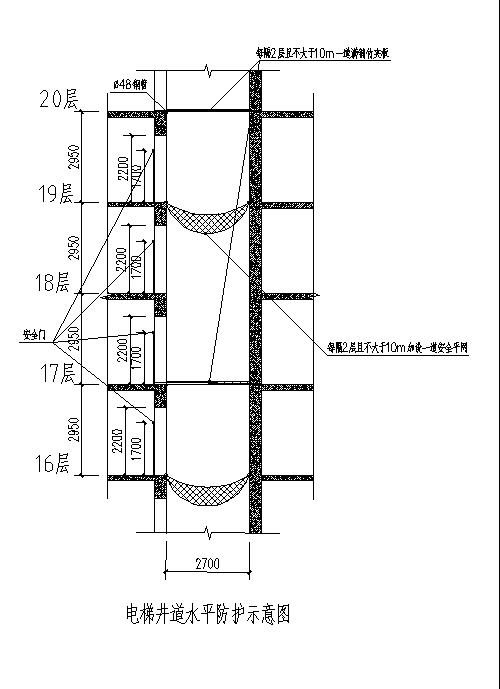 每隔2层且不大于10m一道满铺竹夹板
ø48钢管
20层
2950
2200
1700
19层
2950
2200
1700
18层
2950
2200
1700
安全门
每隔2层且不大于10m加设一道安全平网
17层
2950
2200
1700
16层
2700
电梯井道水平防护示意图